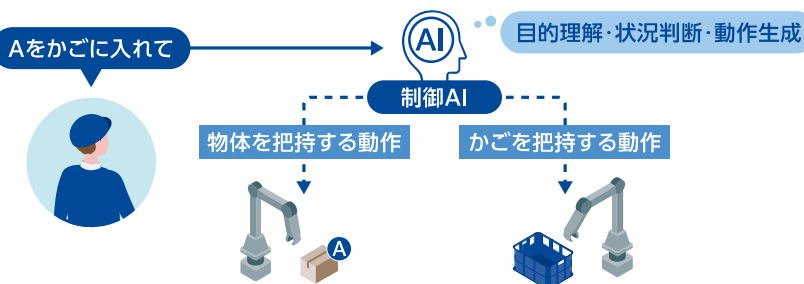 Aをかごに入れて
AI
目的理解･状況判断･動作生成
制御AI
物体を把持する動作
かごを把持する動作
A